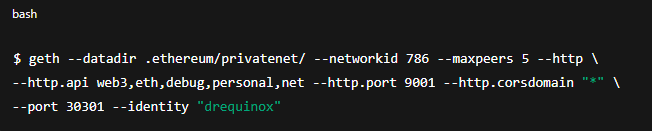 bash
$ geth --datadir .ethereum/privatenet/ --networkid 786 --maxpeers 5 --http \
--http.api web3,eth,debug,personal,net --http.port 9001 --http.corsdomain "*" \
--port 30301 --identity "drequinox"